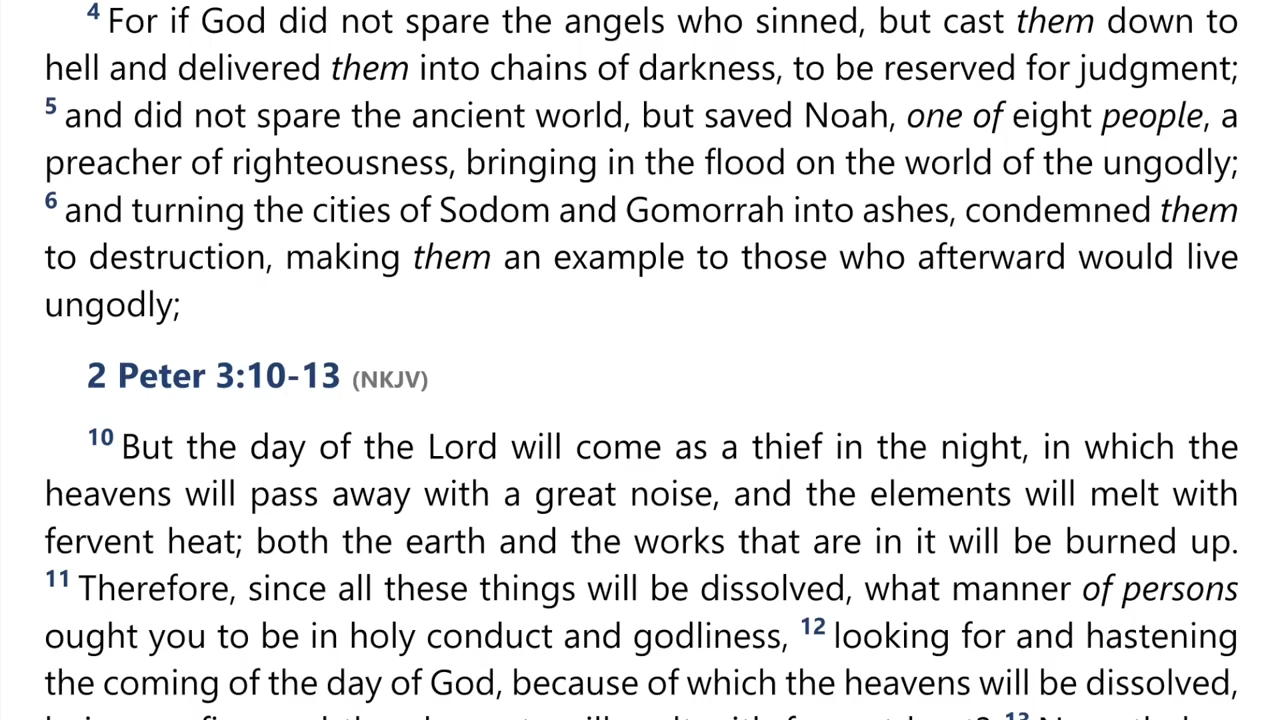 4 For if God did not spare the angels who sinned, but cast them down to
hell and delivered them into chains of darkness, to be reserved for judgment;
5 and did not spare the ancient world, but saved Noah, one of eight people, a
preacher of righteousness, bringing in the flood on the world of the ungodly;
6 and turning the cities of Sodom and Gomorrah into ashes, condemned them
to destruction, making them an example to those who afterward would live
ungodly;
2 Peter 3:10-13 (NKJV)
10 But the day of the Lord will come as a thief in the night, in which the
heavens will pass away with a great noise, and the elements will melt with
fervent heat; both the earth and the works that are in it will be burned up.
11 Therefore, since all these things will be dissolved, what manner of persons
ought you to be in holy conduct and godliness, 12 looking for and hastening
the coming of the day of God, because of which the heavens will be dissolved,
13